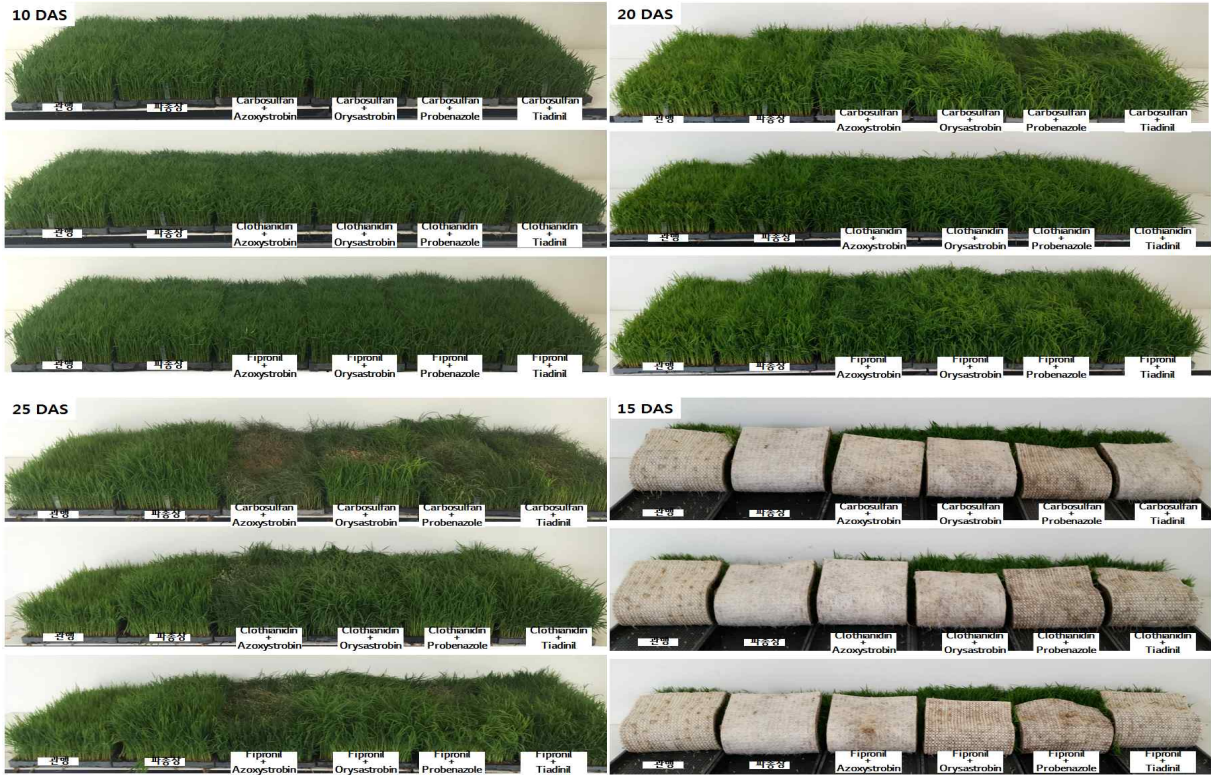 10 DAS
관행
파종상
Carbosulfan
+
Azoxystrobin
Carbosulfan
+
Orysastrobin
Carbosulfan
+
Probenazole
Carbosulfan
+
Tiadinil
관행
파종상
Clothianidin
+
Azoxystrobin
Clothianidin
+
Orysastrobin
Clothianidin
+
Probenazole
Clothianidin
+
Tiadinil
관행
파종상
Fipronil
+
Azoxystrobin
Fipronil
+
Orysastrobin
Fipronil
+
Probenazole
Fipronil
+
Tiadinil
20 DAS
관행
파종상
Carbosulfan
+
Azoxystrobin
Carbosulfan
+
Orysastrobin
Carbosulfan
+
Probenazole
Carbosulfan
+
Tiadinil
관행
파종상
Clothianidin
+
Azoxystrobin
Clothianidin
+
Orysastrobin
Clothianidin
+
Probenazole
Clothianidin
+
Tiadinil
관행
파종상
Fipronil
+
Azoxystrobin
Fipronil
+
Orysastrobin
Fipronil
+
Probenazole
Fipronil
+
Tiadinil
25 DAS
관행
파종상
Carbosulfan
+
Azoxystrobin
Carbosulfan
+
Orysastrobin
Carbosulfan
+
Probenazole
Carbosulfan
+
Tiadinil
관행
파종상
Clothianidin
+
Azoxystrobin
Clothianidin
+
Orysastrobin
Clothianidin
+
Probenazole
Clothianidin
+
Tiadinil
관행
파종상
Fipronil
+
Azoxystrobin
Fipronil
+
Orysastrobin
Fipronil
+
Probenazole
Fipronil
+
Tiadinil
15 DAS
관행
파종상
Carbosulfan
+
Azoxystrobin
Carbosulfan
+
Orysastrobin
Carbosulfan
+
Probenazole
Carbosulfan
+
Tiadinil
관행
파종상
Clothianidin
+
Azoxystrobin
Clothianidin
+
Orysastrobin
Clothianidin
+
Probenazole
Clothianidin
+
Tiadinil
관행
파종상
Fipronil
+
Azoxystrobin
Fipronil
+
Orysastrobin
Fipronil
+
Probenazole
Fipronil
+
Tiadinil